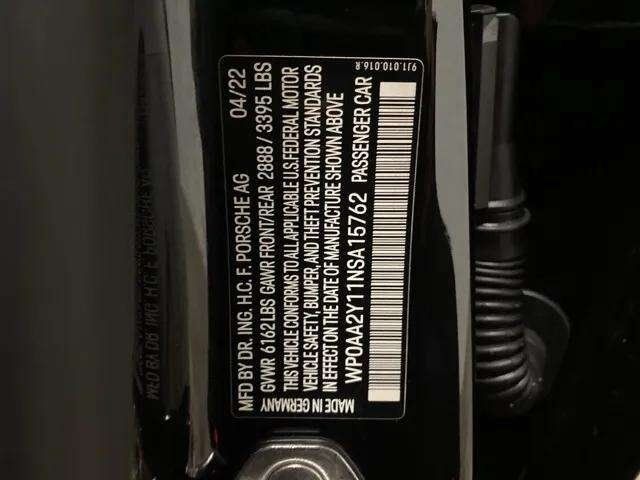 9J1.010.016.R
MFD BY DR. ING. H.C. F. PORSCHE AG 04/22
GVWR 6162 LBS GAWR FRONT/REAR 2888/3395 LBS
THIS VEHICLE CONFORMS TO ALL APPLICABLE U.S.FEDERAL MOTOR
VEHICLE SAFETY, BUMPER, AND THEFT PREVENTION STANDARDS
IN EFFECT ON THE DATE OF MANUFACTURE SHOWN ABOVE
WP0AA2Y11NSA15762 PASSENGER CAR
MADE IN GERMANY